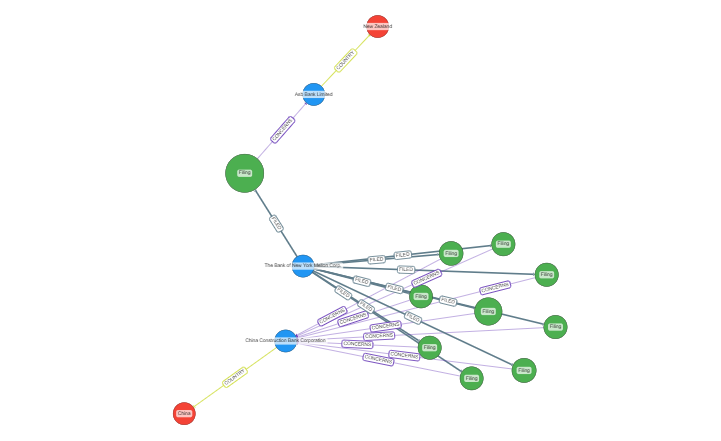 New Zealand
COUNTRY
Asb Bank Limited
CONCERNS
Filing
FILED
The Bank of New York Mellon Corp.
FILED
FILED
FILED
FILED
FILED
FILED
FILED
FILED
FILED
CONCERNS
CONCERNS
CONCERNS
CONCERNS
CONCERNS
CONCERNS
CONCERNS
CONCERNS
CONCERNS
Filing
Filing
Filing
Filing
Filing
Filing
Filing
Filing
Filing
China Construction Bank Corporation
COUNTRY
China